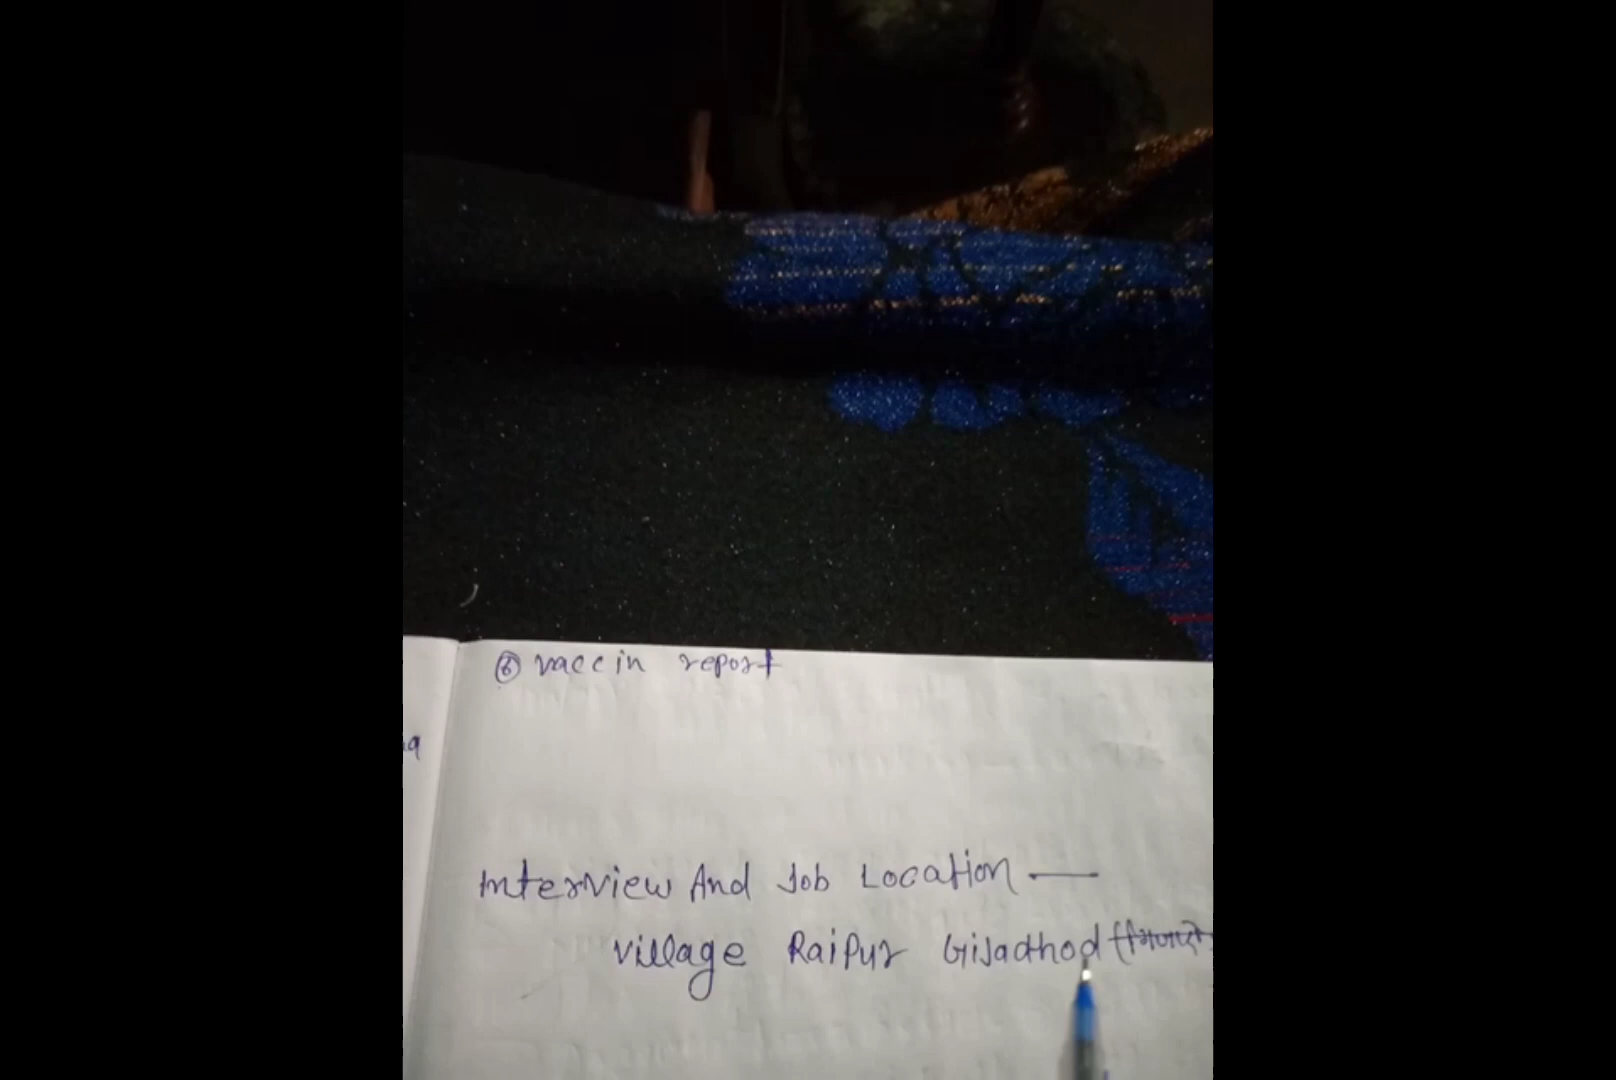 ⑥ vaccin report
Interview And Job Location —
Village Raipur Gijadhod